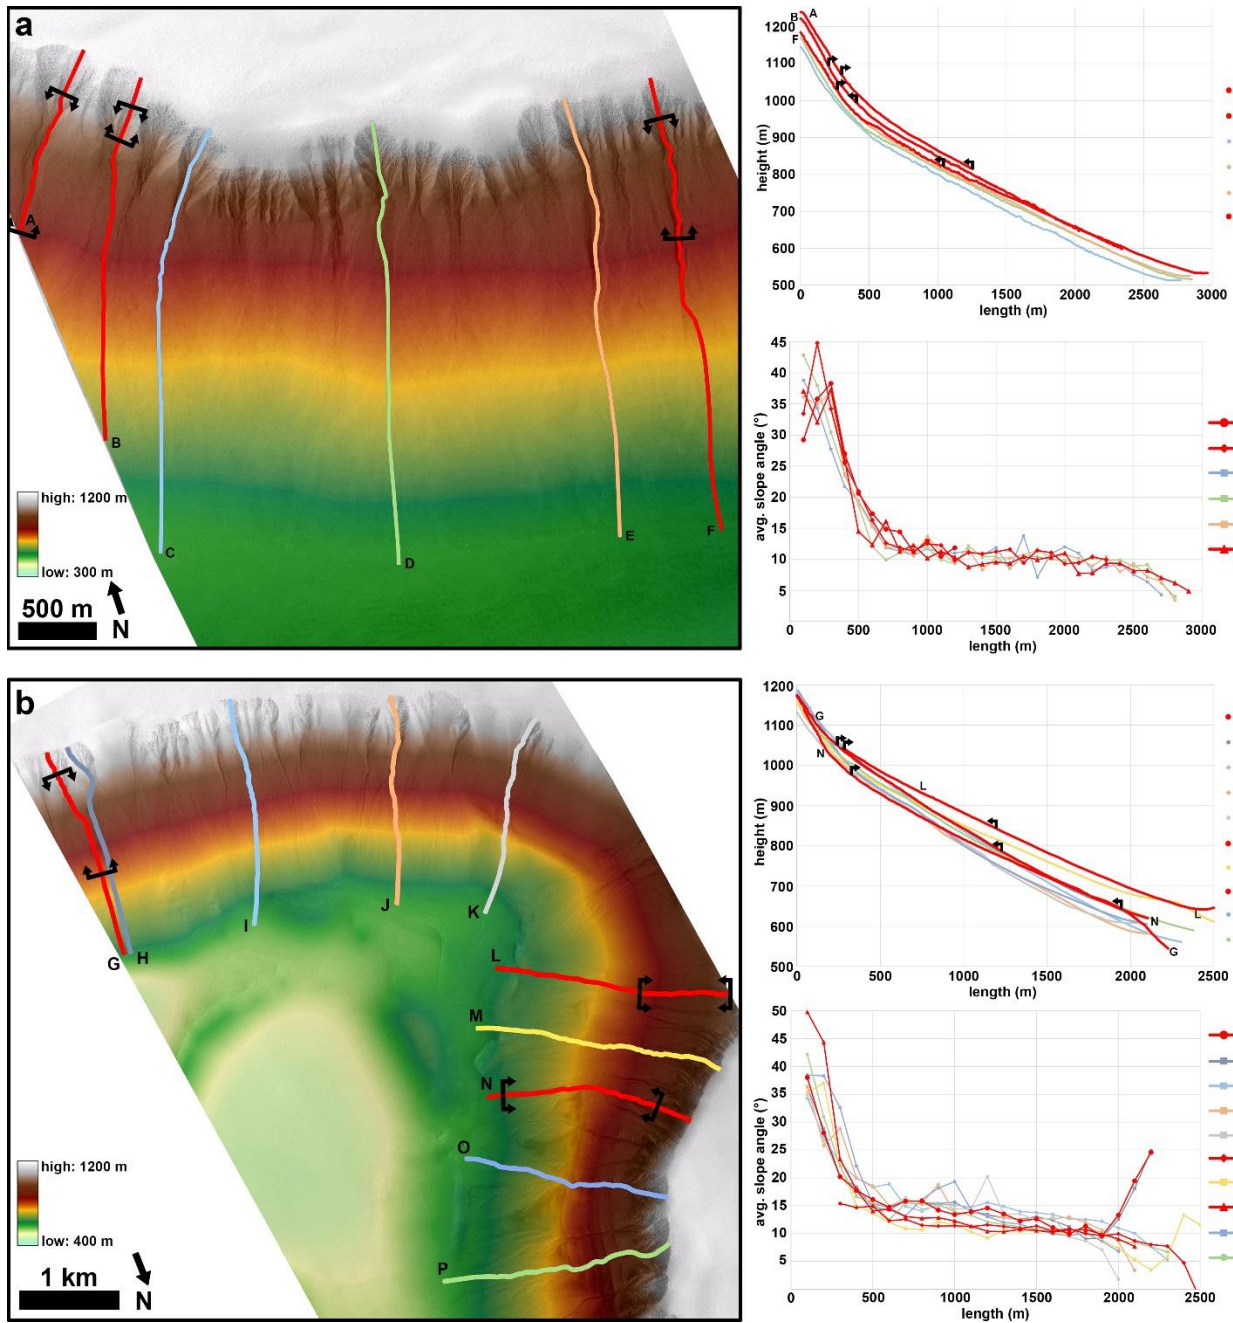 a
A
B
C
D
E
F
high: 1200 m
low: 300 m
500 m
N
B A
F
height (m)
1200
1100
1000
900
800
700
600
500
0 500 1000 1500 2000 2500 3000
length (m)
avg. slope angle (°)
45
40
35
30
25
20
15
10
5
0 500 1000 1500 2000 2500 3000
length (m)
b
G H
I
J
K
L
M
N
O
P
high: 1200 m
low: 400 m
1 km
N
height (m)
1200
1100
1000
900
800
700
600
500
G
N
L
N
L
G
0 500 1000 1500 2000 2500
length (m)
avg. slope angle (°)
50
45
40
35
30
25
20
15
10
5
0 500 1000 1500 2000 2500
length (m)